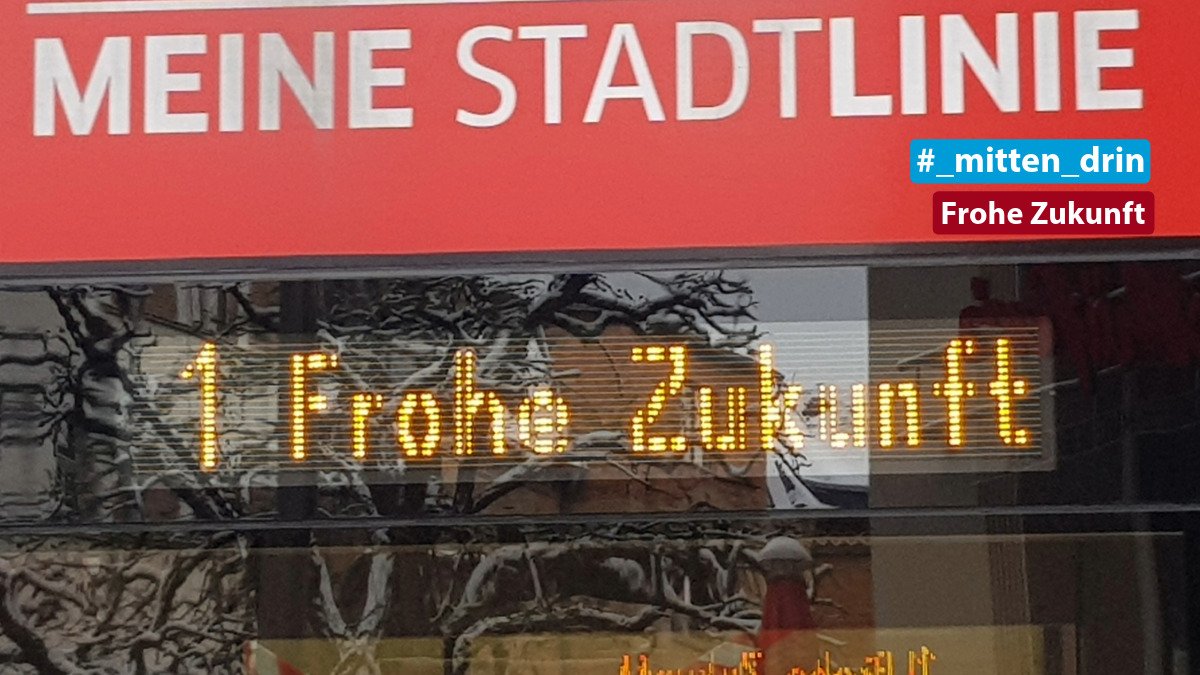 MEINE STADTLINIE
#_mitten_drin
Frohe Zukunft
1 Frohe Zukunft